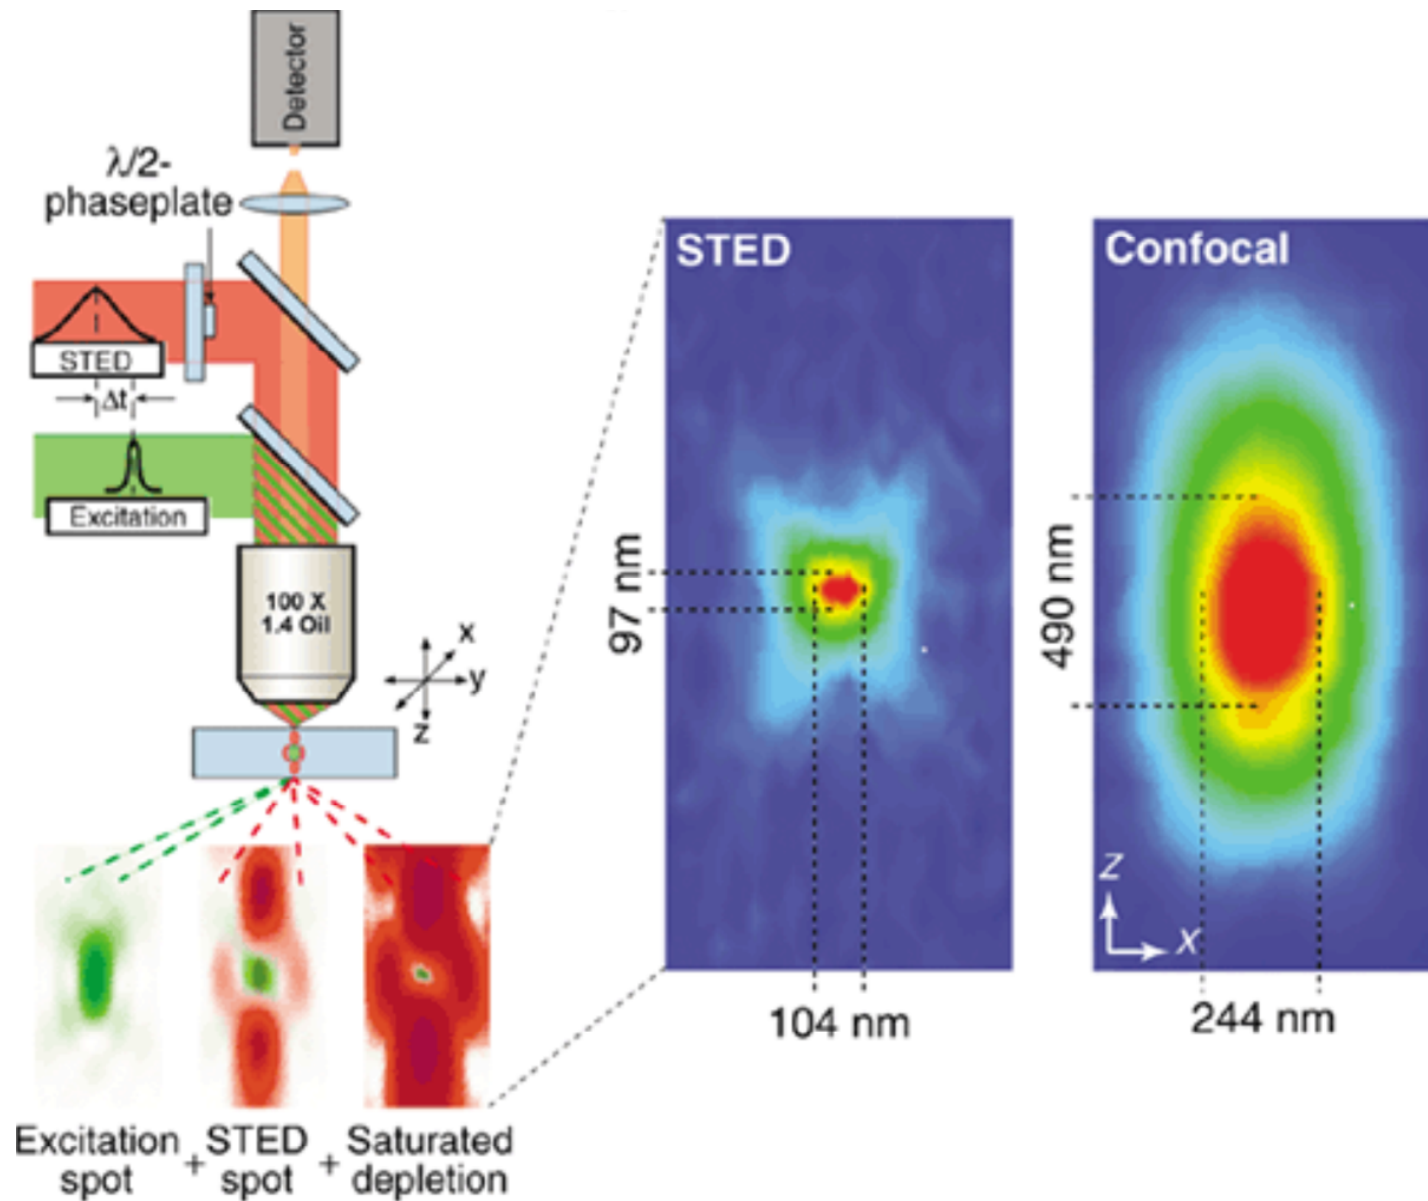 Detector
λ/2-
phaseplate
STED
Δt
Excitation
100 X
1.4 Oil
x
y
z
Excitation
spot
+
STED
spot
+
Saturated
depletion
STED
97 nm
104 nm
Confocal
490 nm
z
x
244 nm